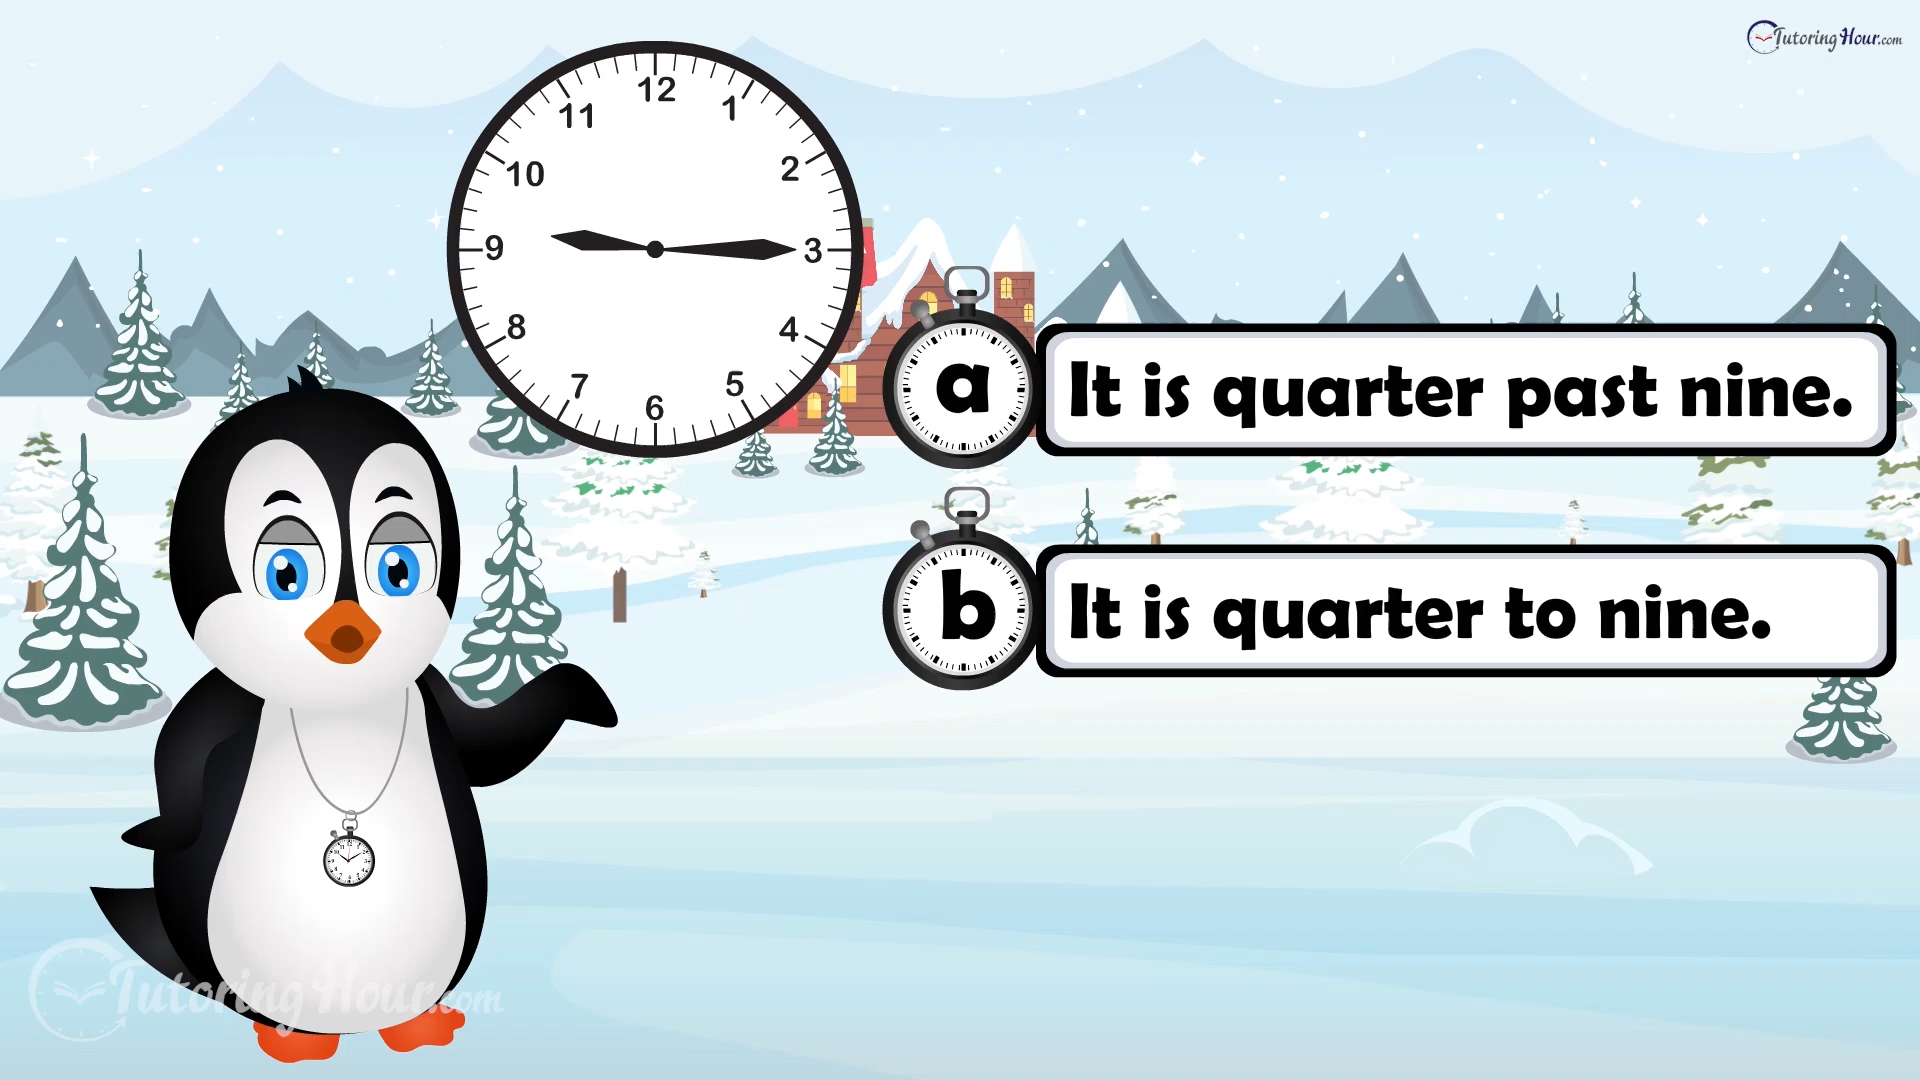 TutoringHour.com
12
11 1
10 2
9 3
8 4
7 5
6
a It is quarter past nine.
b It is quarter to nine.
TutoringHour.com